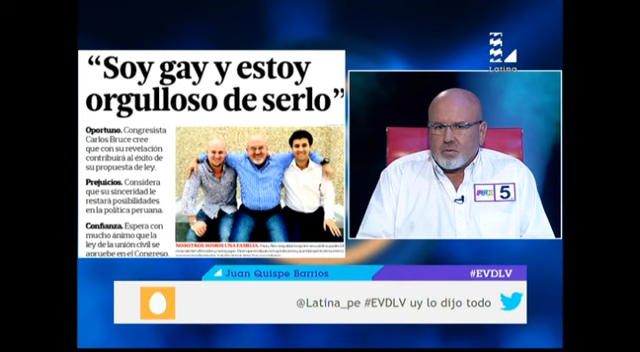 “Soy gay y estoy
orgulloso de serlo”
Oportuno. Congresista
Carlos Bruce cree
que con su revelación
contribuirá al éxito de
su propuesta de ley.
Prejuicios. Considera
que su sinceridad le
restará posibilidades
en la política peruana.
Confianza. Espera con
mucho ánimo que la
ley de la unión civil se
apruebe en el Congreso.
NOSOTROS SOMOS UNA FAMILIA.
Latina
5
Juan Quispe Barrios
#EVDLV
@Latina_pe #EVDLV uy lo dijo todo